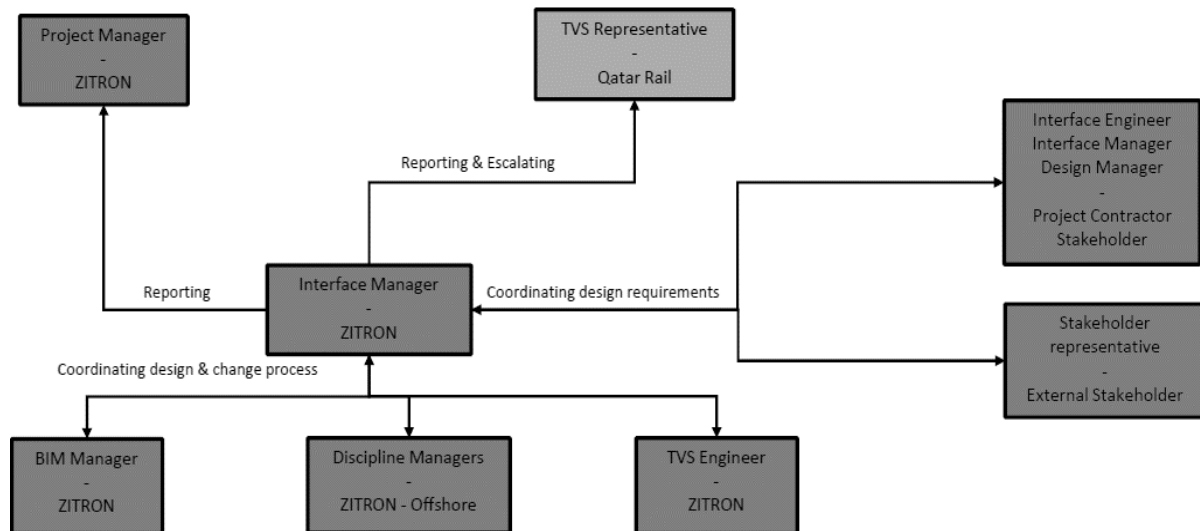 Project Manager
-
ZITRON
TVS Representative
-
Qatar Rail
Interface Engineer
Interface Manager
Design Manager
-
Project Contractor
Stakeholder
Reporting & Escalating
Interface Manager
-
ZITRON
Reporting
Coordinating design requirements
Stakeholder
representative
-
External Stakeholder
Coordinating design & change process
BIM Manager
-
ZITRON
Discipline Managers
-
ZITRON - Offshore
TVS Engineer
-
ZITRON